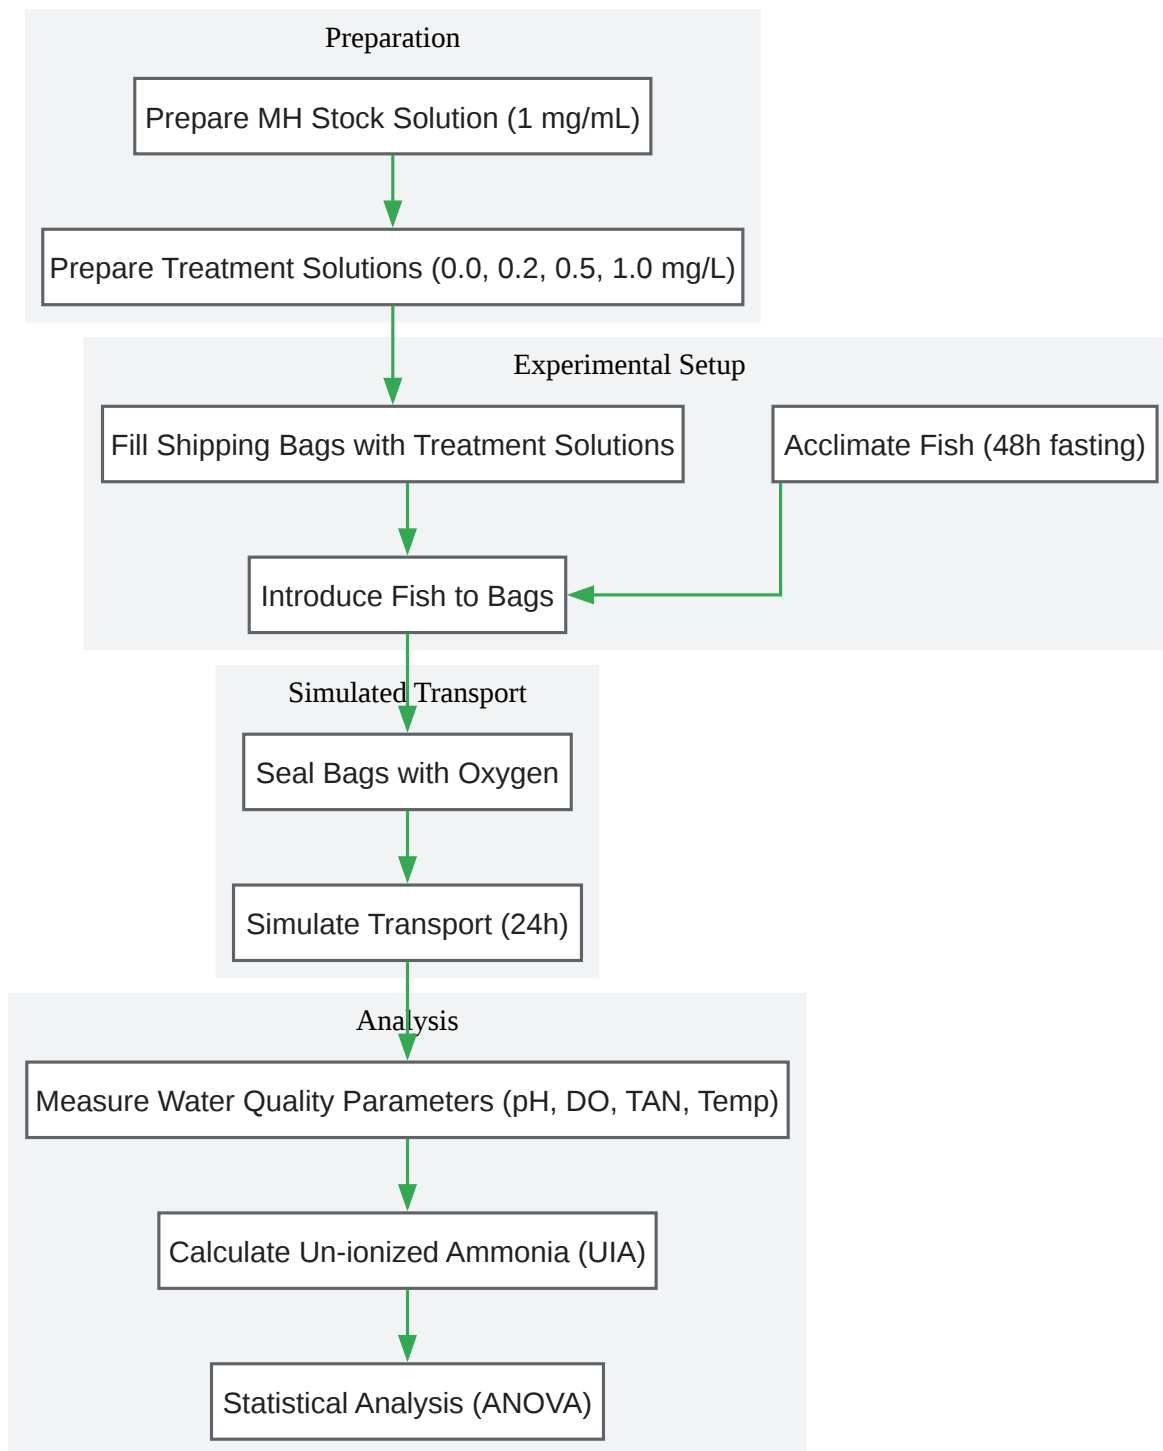 Preparation
Prepare MH Stock Solution (1 mg/mL)
Prepare Treatment Solutions (0.0, 0.2, 0.5, 1.0 mg/L)
Experimental Setup
Fill Shipping Bags with Treatment Solutions
Acclimate Fish (48h fasting)
Introduce Fish to Bags
Simulated Transport
Seal Bags with Oxygen
Simulate Transport (24h)
Analysis
Measure Water Quality Parameters (pH, DO, TAN, Temp)
Calculate Un-ionized Ammonia (UIA)
Statistical Analysis (ANOVA)